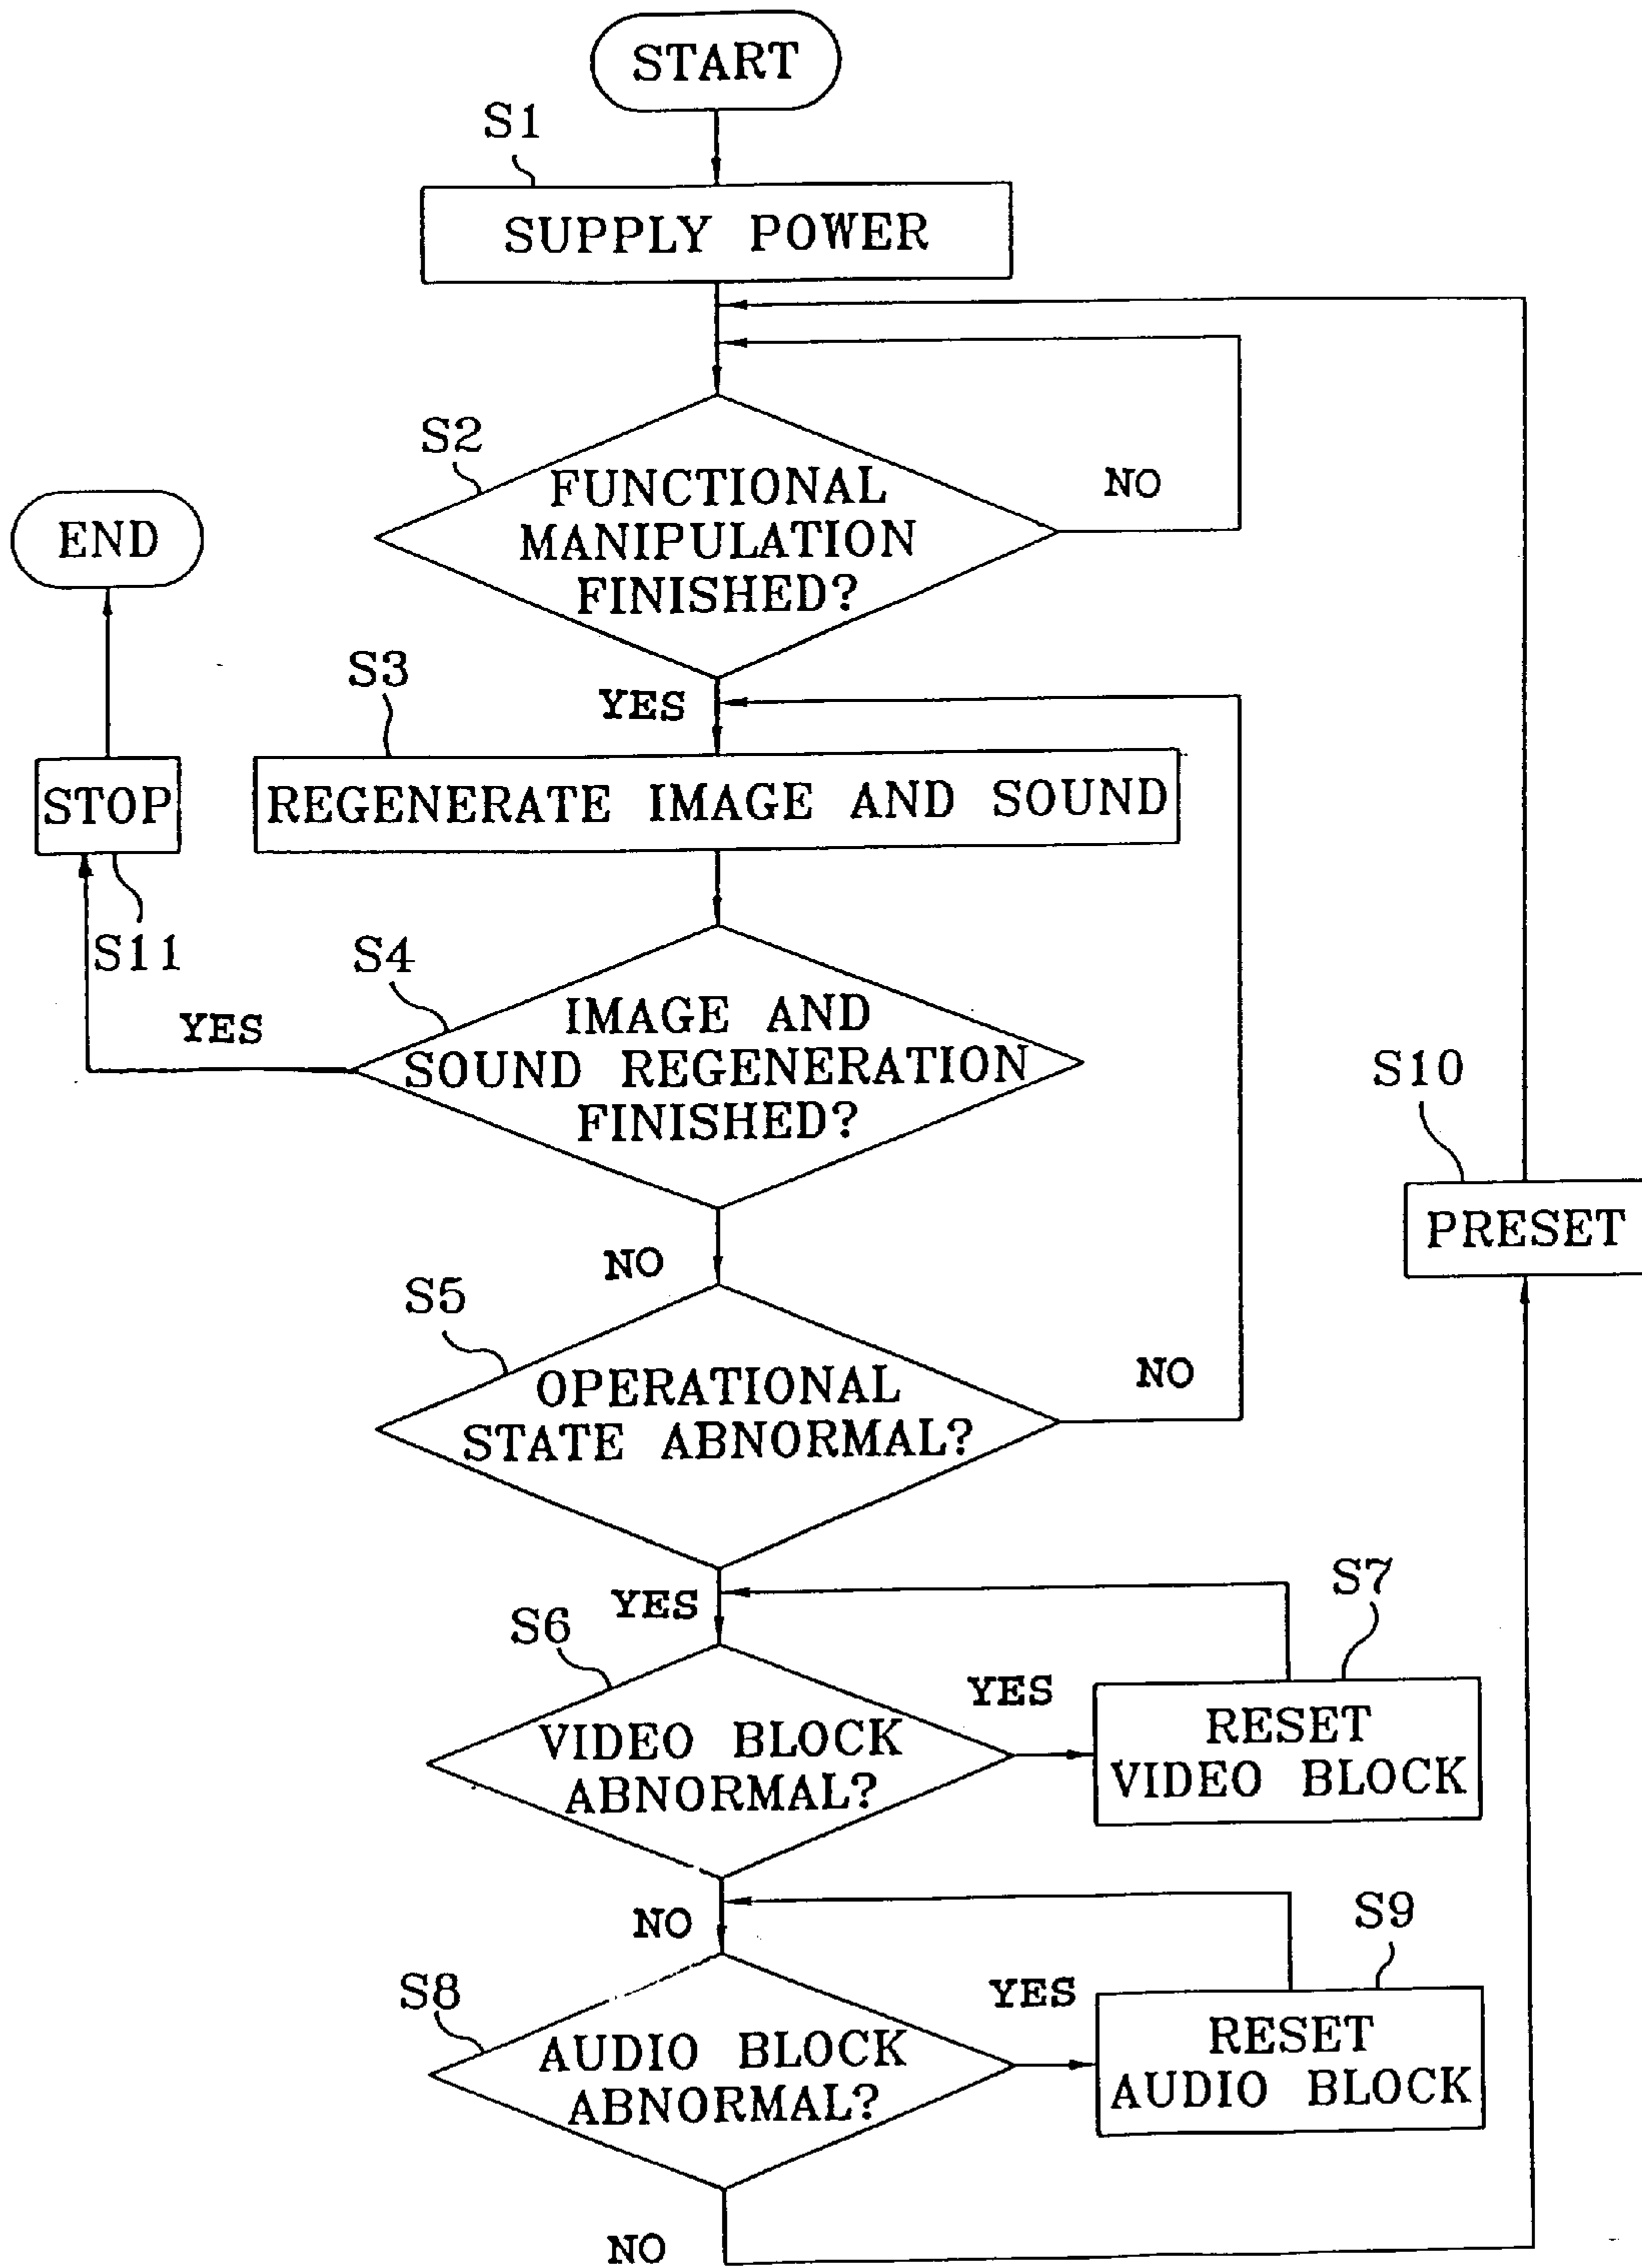 START
S1
SUPPLY POWER
S2
FUNCTIONAL
MANIPULATION
FINISHED?
NO
END
YES
S3
REGENERATE IMAGE AND SOUND
STOP
S11
S4
IMAGE AND
SOUND REGENERATION
FINISHED?
YES
NO
S10
PRESET
S5
OPERATIONAL
STATE ABNORMAL?
NO
YES
S6
VIDEO BLOCK
ABNORMAL?
YES
S7
RESET
VIDEO BLOCK
NO
S8
AUDIO BLOCK
ABNORMAL?
YES
S9
RESET
AUDIO BLOCK
NO